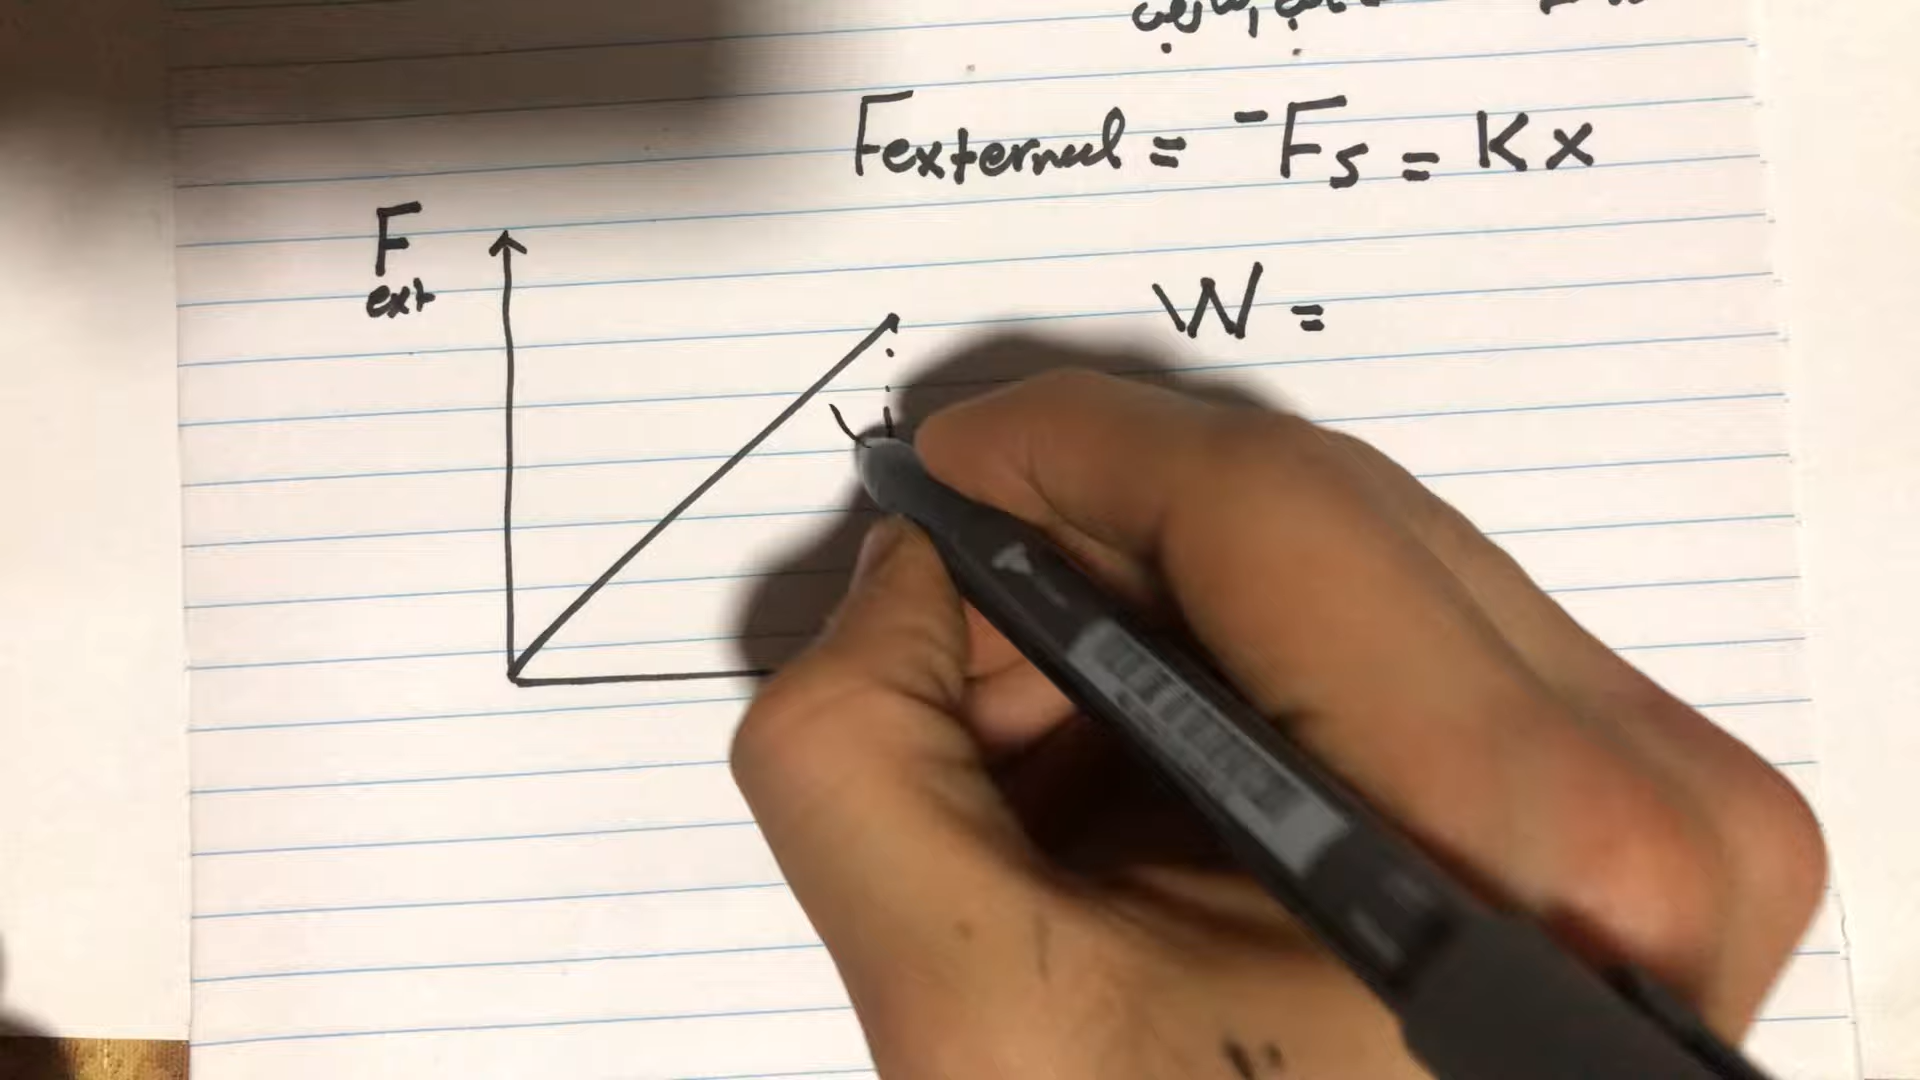 Fexternal = -Fs = Kx
F
ext
W =